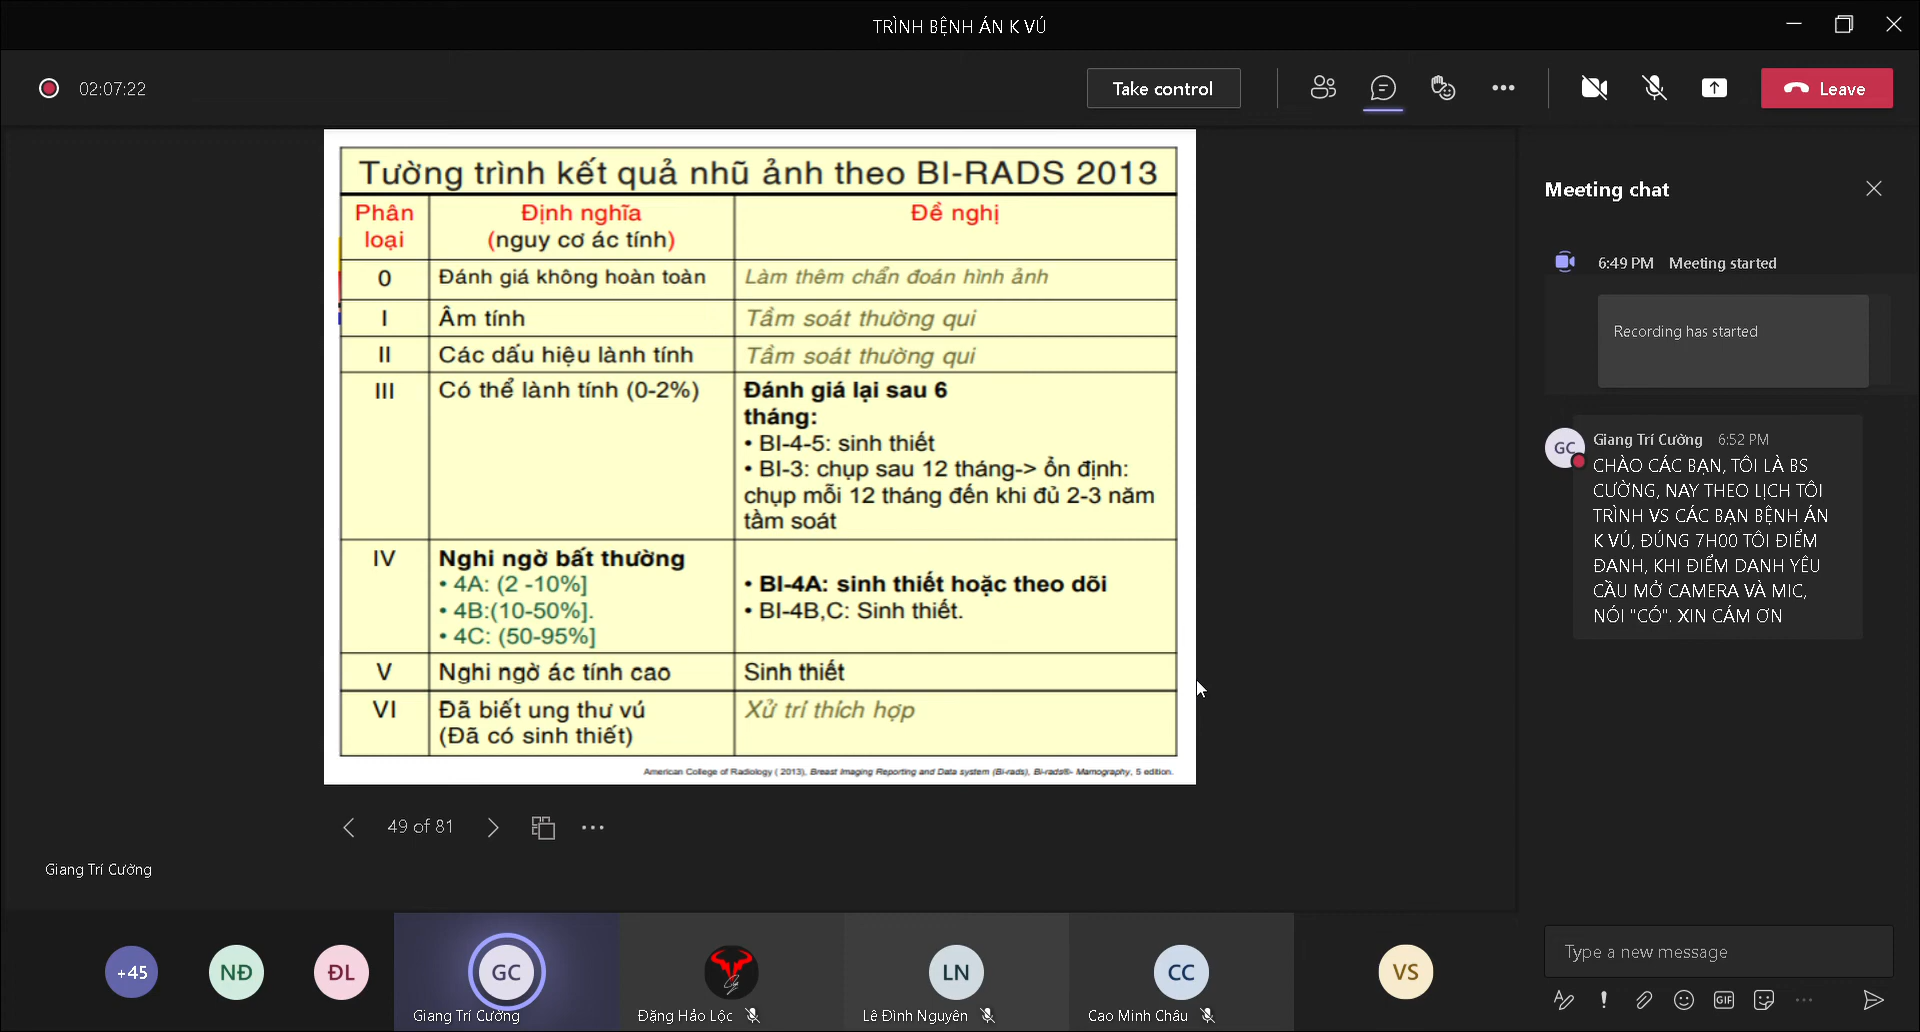 TRÌNH BỆNH ÁN K VÚ
02:07:22
Take control
Leave
Tường trình kết quả nhũ ảnh theo BI-RADS 2013
Phân loại
Định nghĩa
(nguy cơ ác tính)
Đề nghị
0
Đánh giá không hoàn toàn
Làm thêm chẩn đoán hình ảnh
I
Âm tính
Tầm soát thường qui
II
Các dấu hiệu lành tính
Tầm soát thường qui
III
Có thể lành tính (0-2%)
Đánh giá lại sau 6
tháng:
• BI-4-5: sinh thiết
• BI-3: chụp sau 12 tháng-> ổn định:
chụp mỗi 12 tháng đến khi đủ 2-3 năm
tầm soát
IV
Nghi ngờ bất thường
• 4A: (2 -10%]
• 4B:(10-50%].
• 4C: (50-95%]
• BI-4A: sinh thiết hoặc theo dõi
• BI-4B,C: Sinh thiết.
V
Nghi ngờ ác tính cao
Sinh thiết
VI
Đã biết ung thư vú
(Đã có sinh thiết)
Xử trí thích hợp
American College of Radiology ( 2013), Breast Imaging Reporting and Data system (Bi-rads), Bi-rads®- Mamography, 5 edition.
49 of 81
Giang Trí Cường
Meeting chat
6:49 PM Meeting started
Recording has started
GC
Giang Trí Cường 6:52 PM
CHÀO CÁC BẠN, TÔI LÀ BS
CƯỜNG, NAY THEO LỊCH TÔI
TRÌNH VS CÁC BẠN BỆNH ÁN
K VÚ, ĐÚNG 7H00 TÔI ĐIỂM
ĐANH, KHI ĐIỂM DANH YÊU
CẦU MỞ CAMERA VÀ MIC,
NÓI "CÓ". XIN CÁM ƠN
+45
NĐ
ĐL
GC
Giang Trí Cường
Đặng Hảo Lộc
LN
Lê Đình Nguyên
CC
Cao Minh Châu
VS
Type a new message
GIF